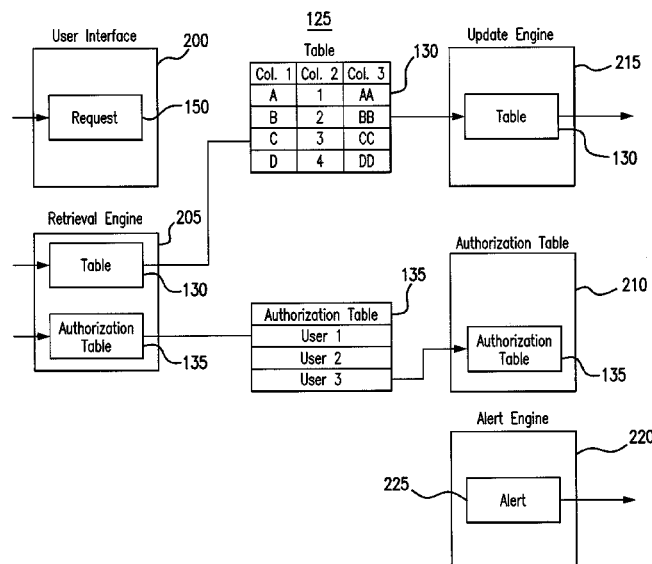 125
User Interface
200
Request
150
Table
130
Col. 1 Col. 2 Col. 3
A 1 AA
B 2 BB
C 3 CC
D 4 DD
Update Engine
215
Table
130
Retrieval Engine
205
Table
130
Authorization
Table
135
135
Authorization Table
User 1
User 2
User 3
Authorization Table
210
Authorization
Table
135
Alert Engine
220
225
Alert